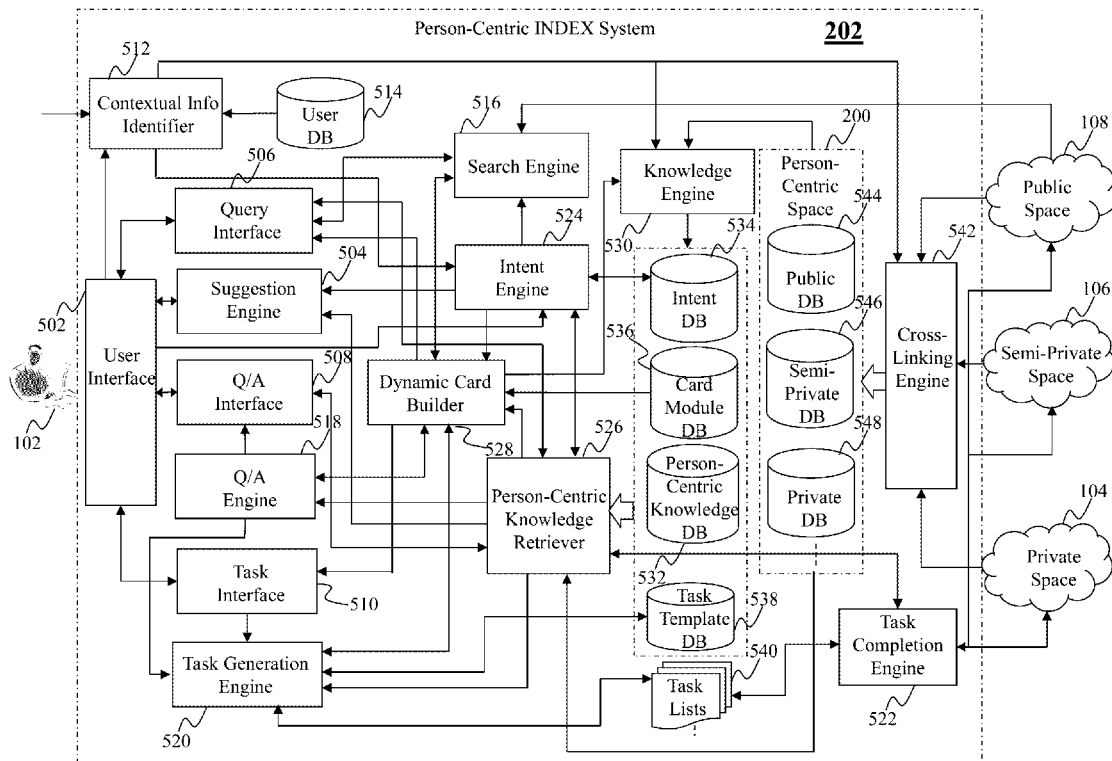 Person-Centric INDEX System
202
512
Contextual Info
Identifier
User
DB
514
516
Search Engine
506
Query
Interface
504
Suggestion
Engine
502
User
Interface
102
508
Q/A Interface
518
Q/A
Engine
Task
Interface
510
Task Generation
Engine
520
524
Intent
Engine
Dynamic Card
Builder
528
526
Person-Centric
Knowledge
Retriever
Knowledge
Engine
530
534
Intent
DB
536
Card
Module
DB
Person-
Centric
Knowledge
DB
532
Task
Template
DB
538
540
Task
Lists
200
Person-
Centric
Space
544
Public
DB
546
Semi-
Private
DB
548
Private
DB
542
Cross-
Linking
Engine
Task
Completion
Engine
522
108
Public
Space
106
Semi-Private
Space
104
Private
Space